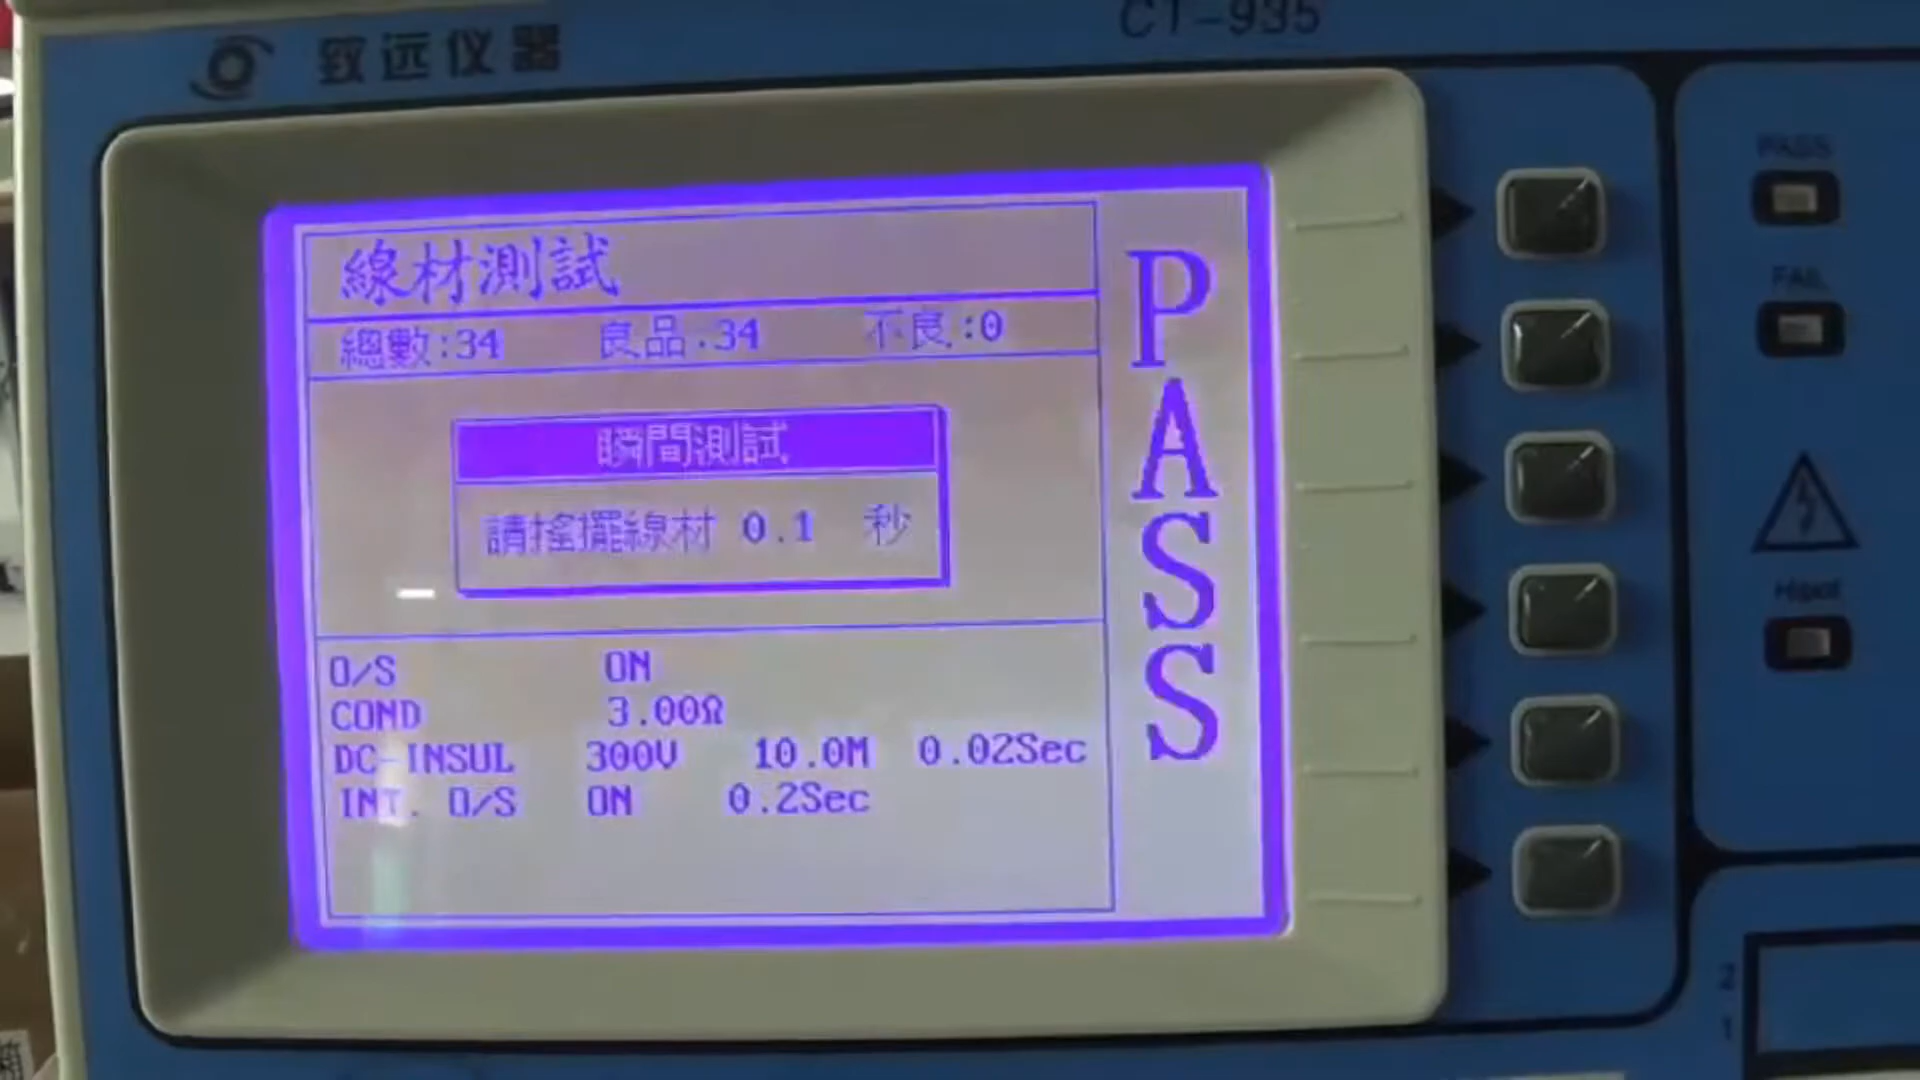 致远仪器
CT-935
線材測試
總數:34 良品:34 不良:0
瞬間測試
請搖擺線材 0.1 秒
O/S ON
COND 3.00Ω
DC-INSUL 300V 10.0M 0.02Sec
INT. O/S ON 0.2Sec
PASS
PASS
FAIL
Hipot
2
1